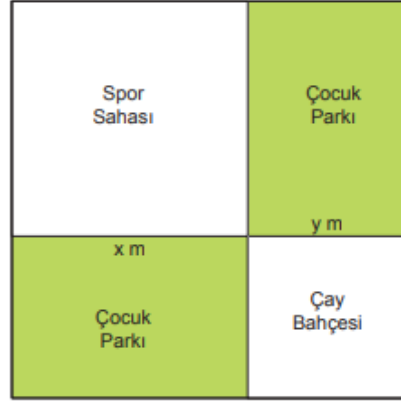 Spor
Sahası
Çocuk
Parkı
y m
x m
Çocuk
Parkı
Çay
Bahçesi